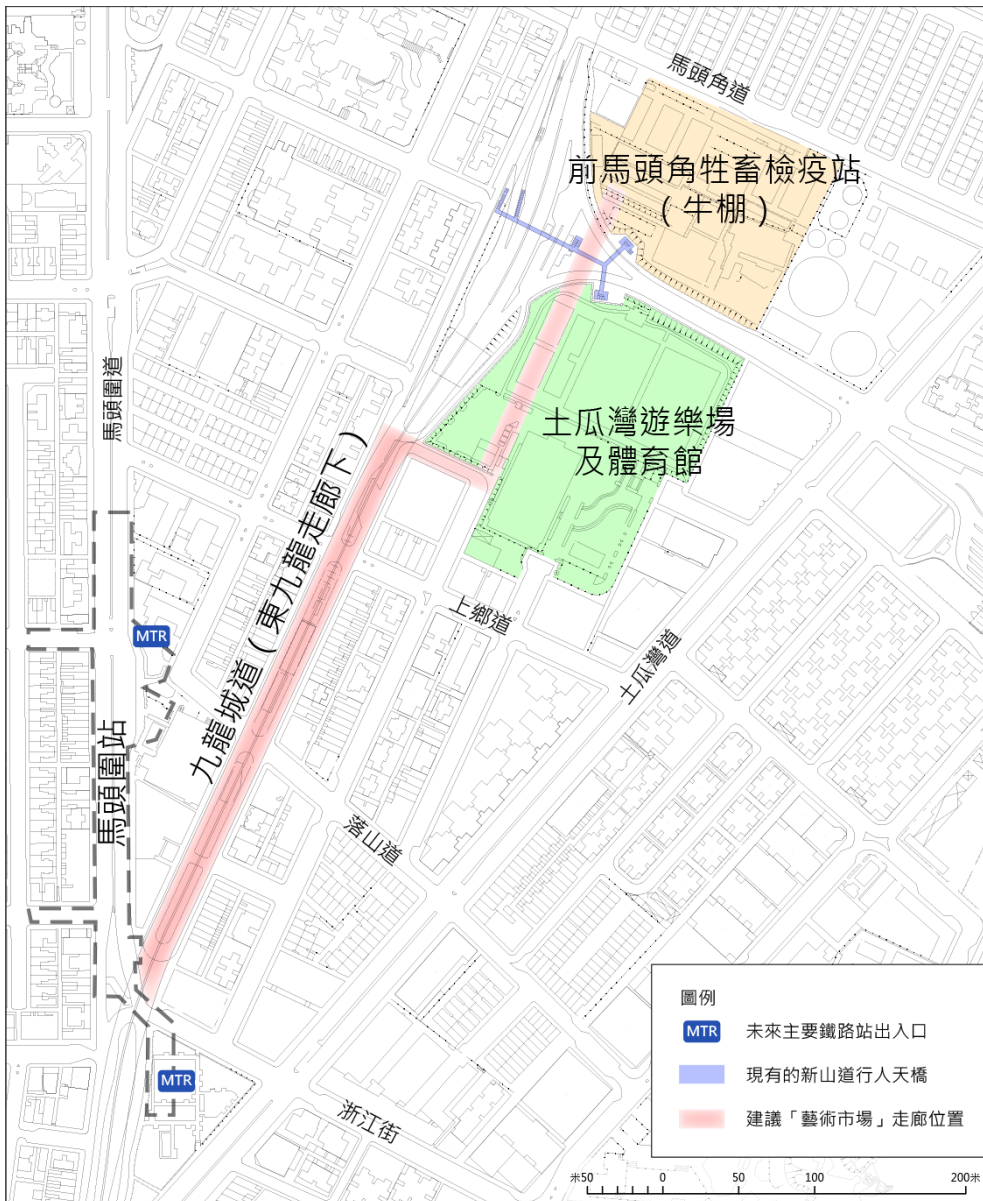 馬頭角道
前馬頭角牲畜檢疫站
（牛棚）
土瓜灣遊樂場
及體育館
馬頭圍道
九龍城道（東九龍走廊下）
上鄉道
土瓜灣道
MTR
馬頭圍站
落山道
MTR
浙江街
圖例
MTR 未來主要鐵路站出入口
現有的新山道行人天橋
建議「藝術市場」走廊位置
米50 0 50 100 200米